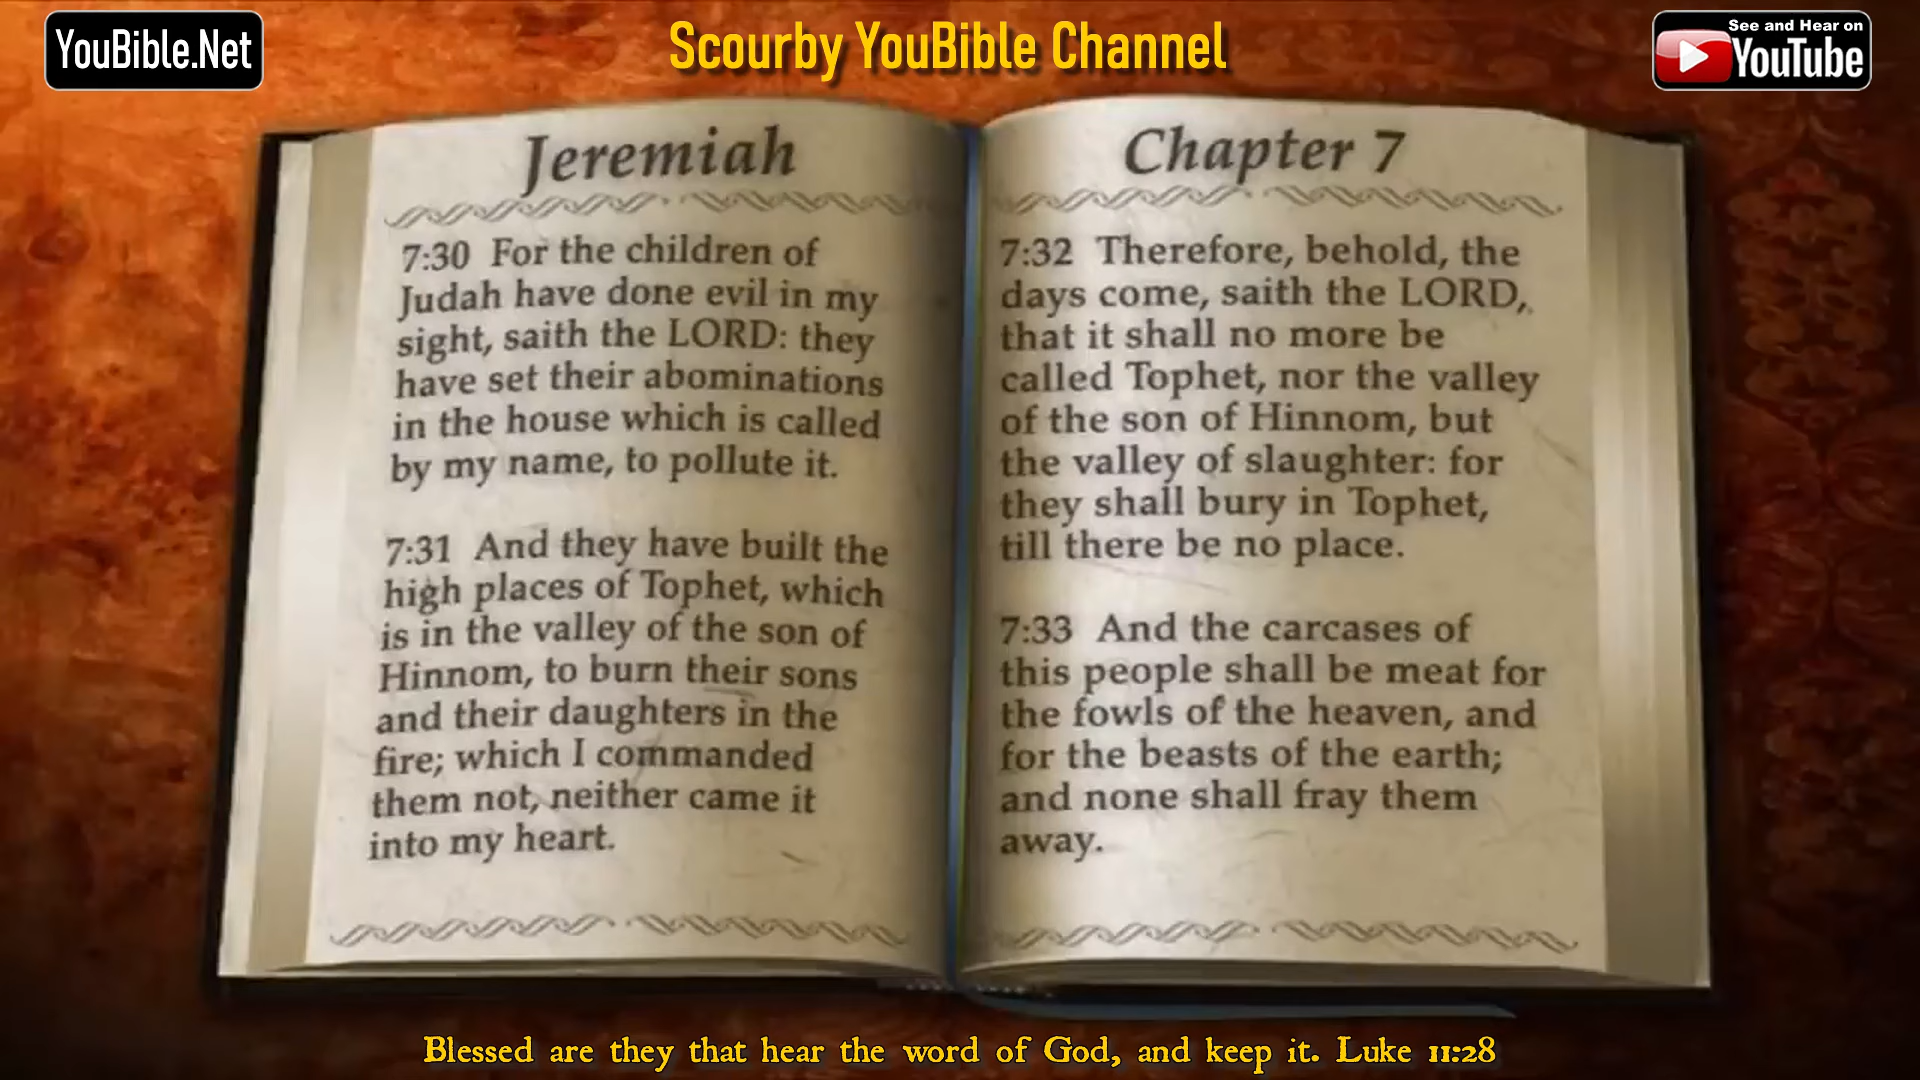 YouBible.Net
Scourby YouBible Channel
See and Hear on
YouTube
Jeremiah
7:30 For the children of
Judah have done evil in my
sight, saith the LORD: they
have set their abominations
in the house which is called
by my name, to pollute it.
7:31 And they have built the
high places of Tophet, which
is in the valley of the son of
Hinnom, to burn their sons
and their daughters in the
fire; which I commanded
them not, neither came it
into my heart.
Chapter 7
7:32 Therefore, behold, the
days come, saith the LORD,
that it shall no more be
called Tophet, nor the valley
of the son of Hinnom, but
the valley of slaughter: for
they shall bury in Tophet,
till there be no place.
7:33 And the carcases of
this people shall be meat for
the fowls of the heaven, and
for the beasts of the earth;
and none shall fray them
away.
Blessed are they that hear the word of God, and keep it. Luke 11:28